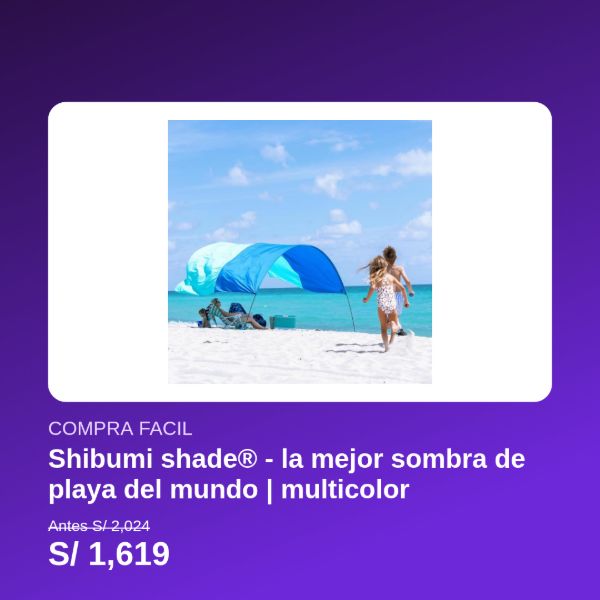 COMPRA FACIL
Shibumi shade® - la mejor sombra de
playa del mundo | multicolor
Antes S/ 2,024
S/ 1,619